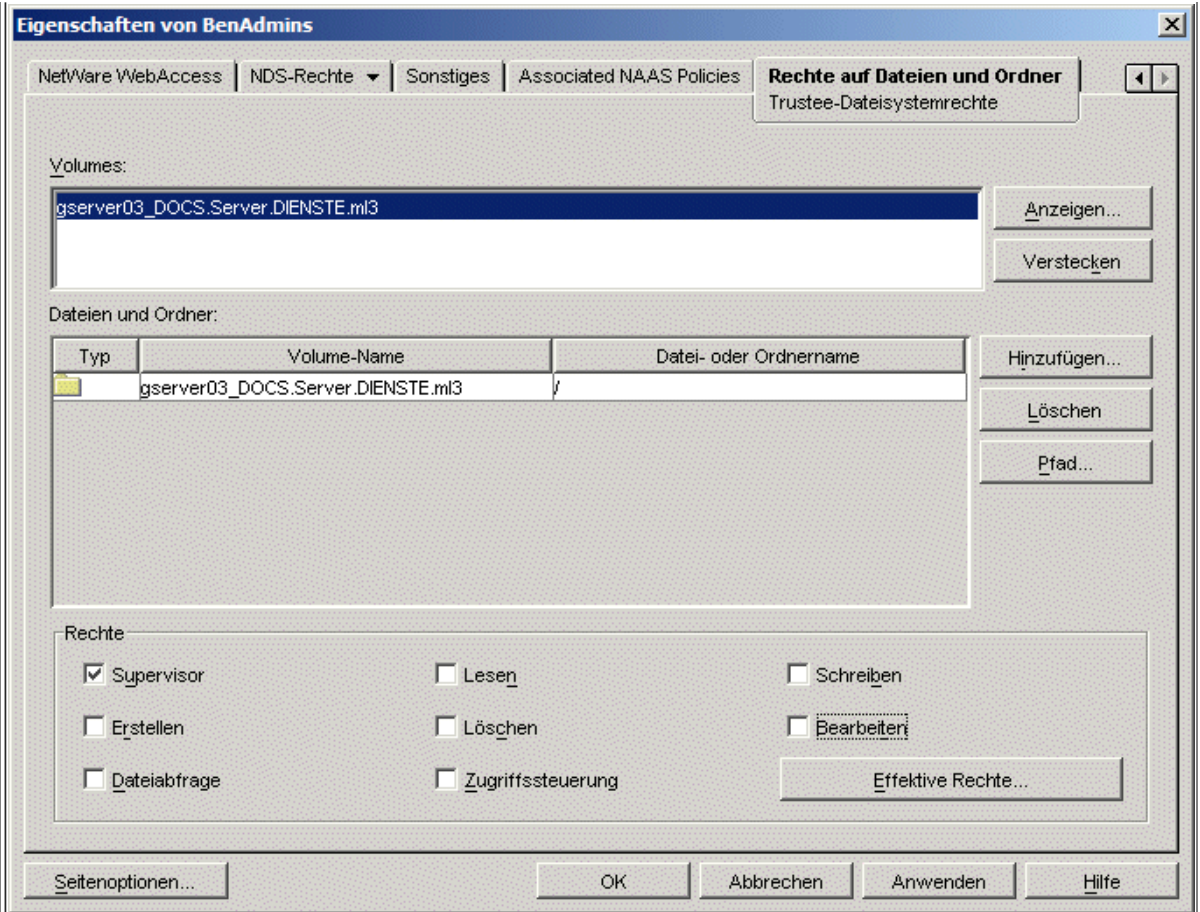 Eigenschaften von BenAdmins
NetWare WebAccess NDS-Rechte Sonstiges Associated NAAS Policies Rechte auf Dateien und Ordner
Trustee-Dateisystemrechte
Volumes:
gserver03_DOCS.Server.DIENSTE.ml3
Anzeigen...
Verstecken
Dateien und Ordner:
Typ Volume-Name Datei- oder Ordnername
gserver03_DOCS.Server.DIENSTE.ml3 /
Hinzufügen...
Löschen
Pfad...
Rechte
Supervisor Lesen Schreiben
Erstellen Löschen Bearbeiten
Dateiabfrage Zugriffssteuerung Effektive Rechte...
Seitenoptionen... OK Abbrechen Anwenden Hilfe